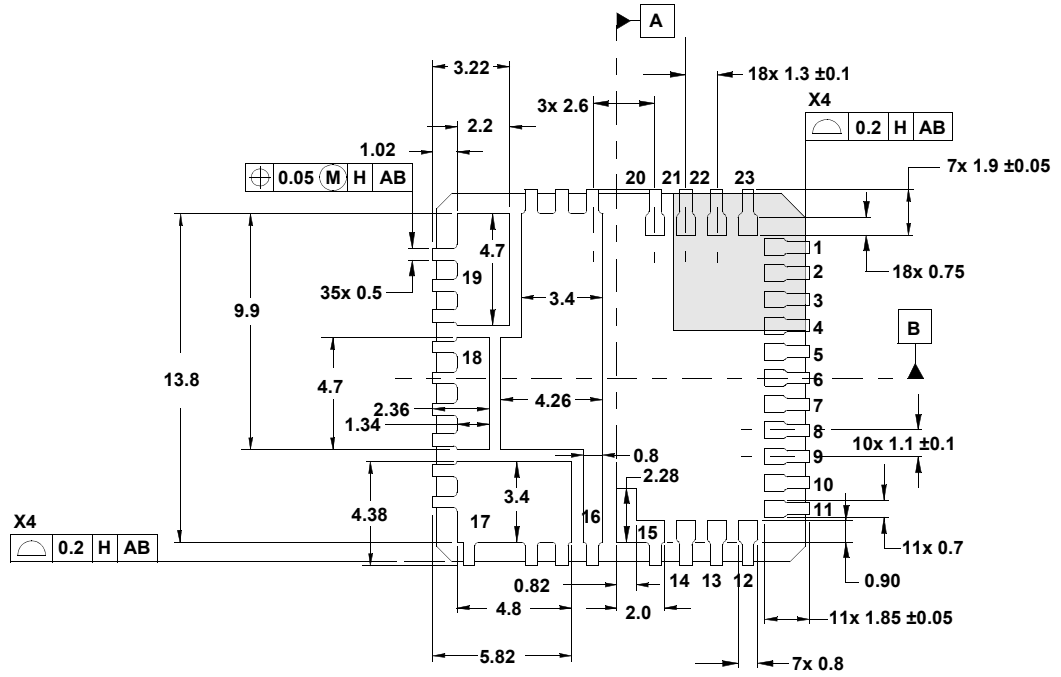 A
3.22
18x 1.3 ±0.1
3x 2.6
X4
2.2
0.2 H AB
1.02
7x 1.9 ±0.05
0.05 M H AB
20 21 22 23
1
4.7
19
2
18x 0.75
35x 0.5
3.4
3
9.9
4
B
5
18
13.8
6
4.7
4.26
2.36
7
1.34
8
10x 1.1 ±0.1
0.8
9
2.28
10
3.4
4.38
X4
17
16
15
11
0.2 H AB
11x 0.7
14 13 12
0.82
0.90
4.8
2.0
11x 1.85 ±0.05
5.82
7x 0.8